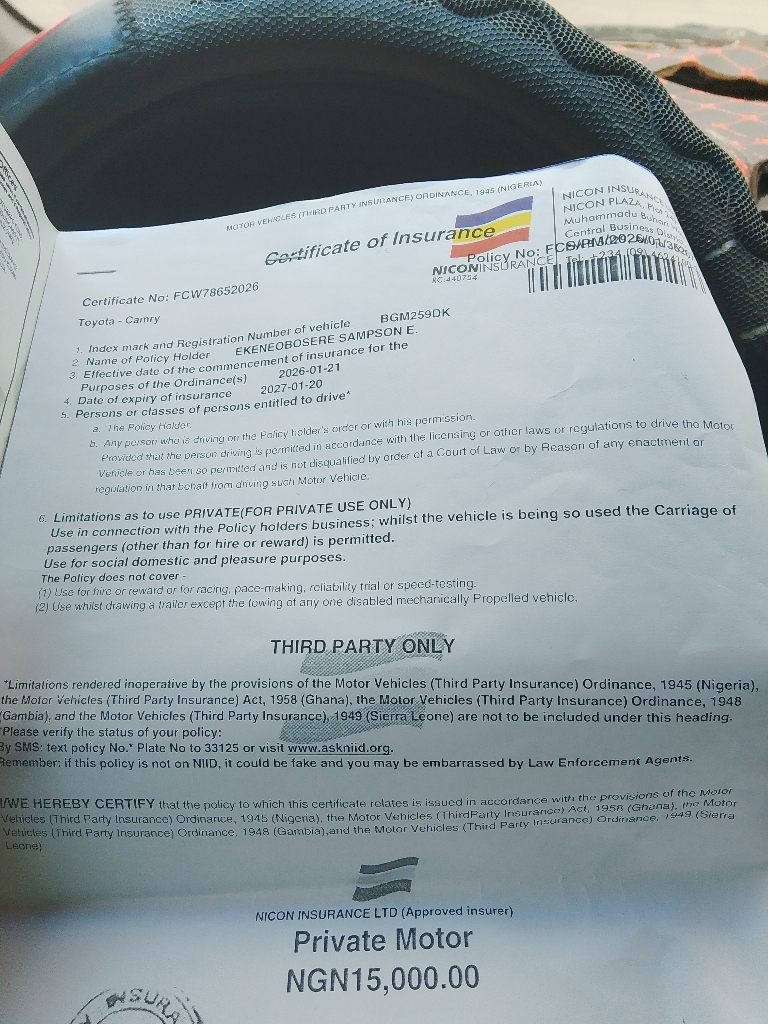 MOTOR VEHICLES (THIRD PARTY INSURANCE) ORDINANCE, 1945 (NIGERIA)
Certificate of Insurance
NICON INSURANCE
NICON PLAZA,
Muhammadu Buhari
Central Business
Policy No:
NICON INSURANCE
RC:440754
Certificate No: FCW78652026
Toyota - Camry
1. Index mark and Registration Number of vehicle BGM259DK
2. Name of Policy Holder EKENEOBOSERE SAMPSON E.
3. Effective date of the commencement of insurance for the
Purposes of the Ordinance(s) 2026-01-21
4. Date of expiry of insurance 2027-01-20
5. Persons or classes of persons entitled to drive*
a. The Policy Holder.
b. Any person who is driving on the Policy holder's order or with his permission.
Provided that the person driving is permitted in accordance with the licensing or other laws or regulations to drive the Motor
Vehicle or has been so permitted and is not disqualified by order of a Court of Law or by Reason of any enactment or
regulation in that behalf from driving such Motor Vehicle.
6. Limitations as to use PRIVATE(FOR PRIVATE USE ONLY)
Use in connection with the Policy holders business; whilst the vehicle is being so used the Carriage of
passengers (other than for hire or reward) is permitted.
Use for social domestic and pleasure purposes.
The Policy does not cover -
(1) Use for hire or reward or for racing, pace-making, reliability trial or speed-testing.
(2) Use whilst drawing a trailer except the towing of any one disabled mechanically Propelled vehicle.
THIRD PARTY ONLY
*Limitations rendered inoperative by the provisions of the Motor Vehicles (Third Party Insurance) Ordinance, 1945 (Nigeria),
the Motor Vehicles (Third Party Insurance) Act, 1958 (Ghana), the Motor Vehicles (Third Party Insurance) Ordinance, 1948
(Gambia), and the Motor Vehicles (Third Party Insurance), 1949 (Sierra Leone) are not to be included under this heading.
*Please verify the status of your policy:
By SMS: text policy No.* Plate No to 33125 or visit www.askniid.org.
Remember: if this policy is not on NIID, it could be fake and you may be embarrassed by Law Enforcement Agents.
I/WE HEREBY CERTIFY that the policy to which this certificate relates is issued in accordance with the provisions of the Motor
Vehicles (Third Party Insurance) Ordinance, 1945 (Nigeria), the Motor Vehicles (ThirdParty Insurance) Act, 1958 (Ghana), the Motor
Vehicles (Third Party Insurance) Ordinance, 1948 (Gambia),and the Motor Vehicles (Third Party Insurance) Ordinance, 1949 (Sierra
Leone)
NICON INSURANCE LTD (Approved insurer)
Private Motor
NGN15,000.00